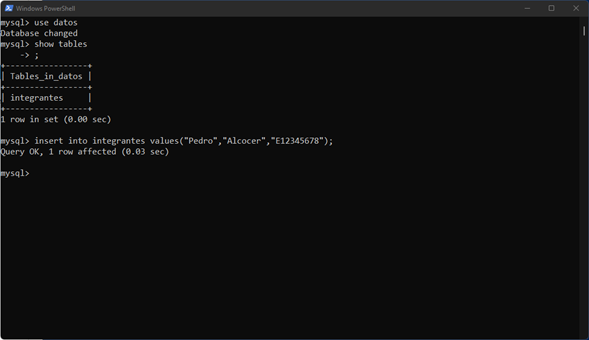 Windows PowerShell
mysql> use datos
Database changed
mysql> show tables
    -> ;
+-----------------+
| Tables_in_datos |
+-----------------+
| integrantes     |
+-----------------+
1 row in set (0.00 sec)
mysql> insert into integrantes values("Pedro","Alcocer","E12345678");
Query OK, 1 row affected (0.03 sec)
mysql>